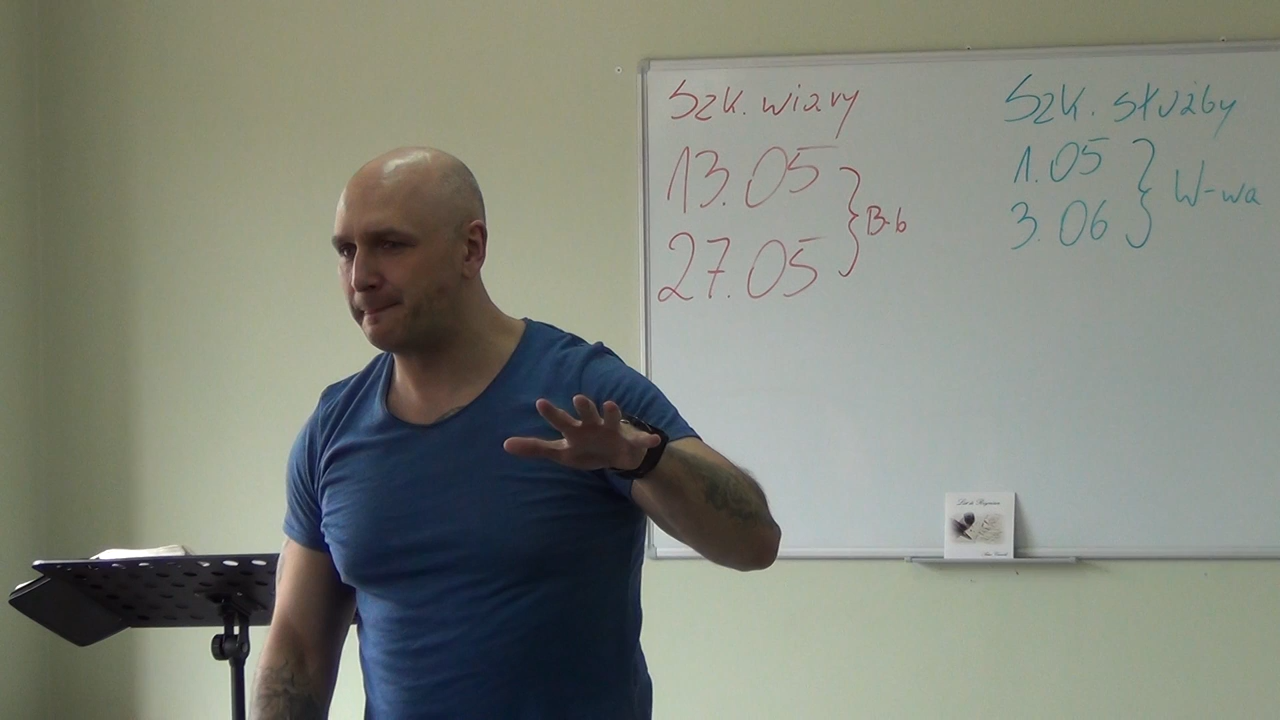 Szk. wiary
13.05
27.05
B-b
Szk. służby
1.05
3.06
W-wa